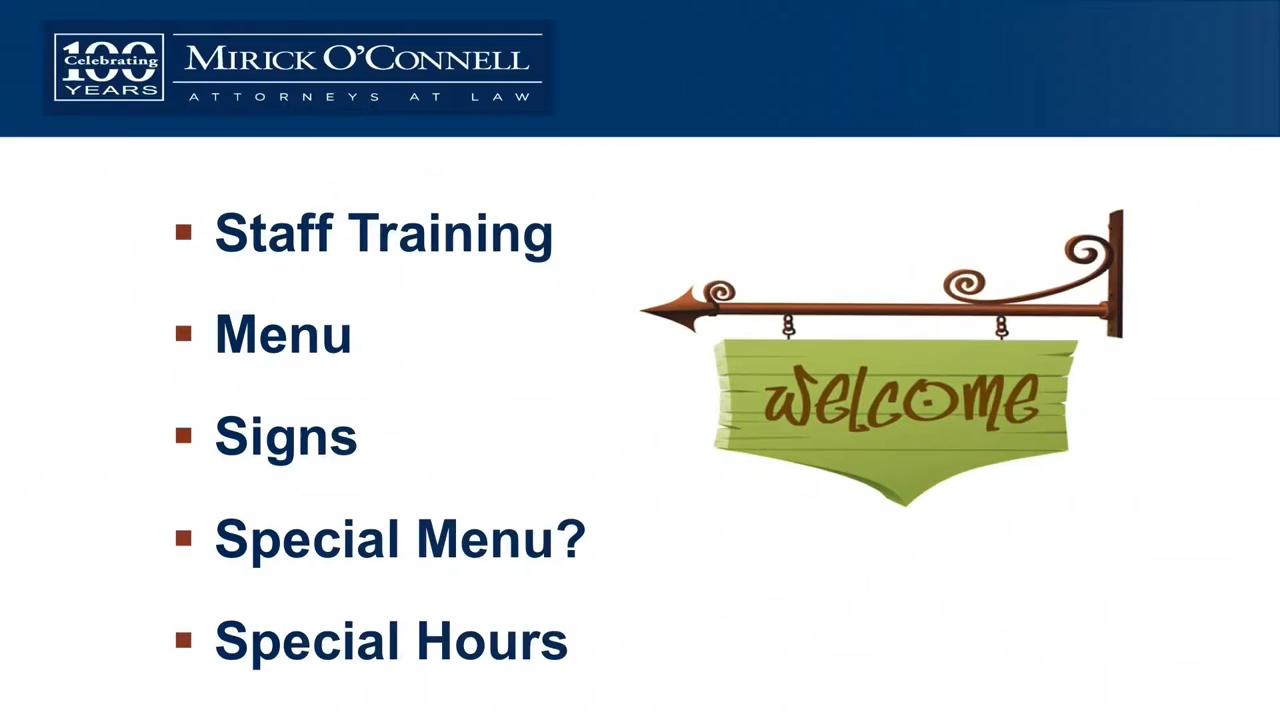 100
Celebrating
YEARS
MIRICK O'CONNELL
ATTORNEYS AT LAW
Staff Training
Menu
Signs
Special Menu?
Special Hours
WELCOME